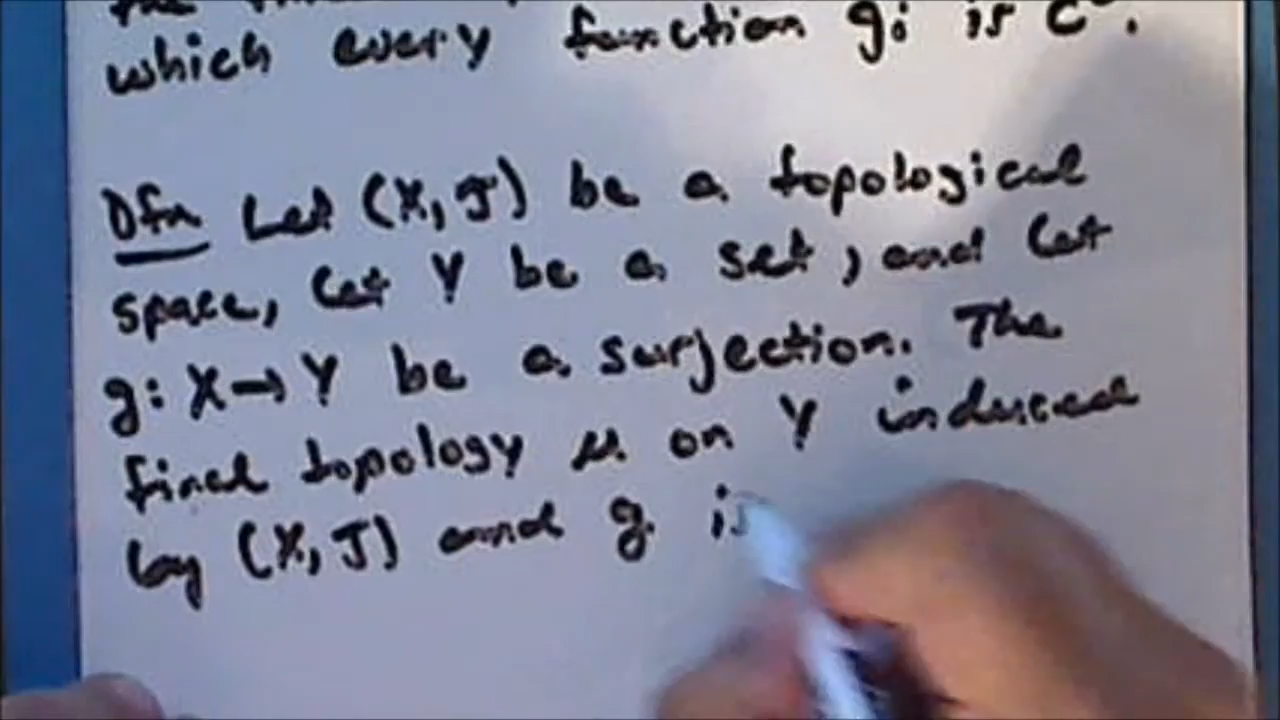 which every function gi is C
Dfn Let (X, J) be a topological
space, let Y be a set, and let
g: X → Y be a surjection. The
final topology μ on Y induced
by (X, J) and g is